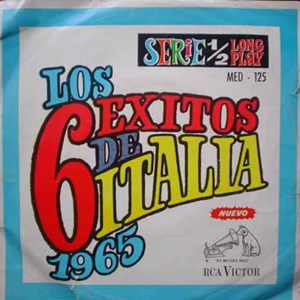 SERIE 1/2 LONG PLAY
MED - 125
LOS
6 EXITOS
DE
ITALIA
1965
NUEVO
RCA VICTOR